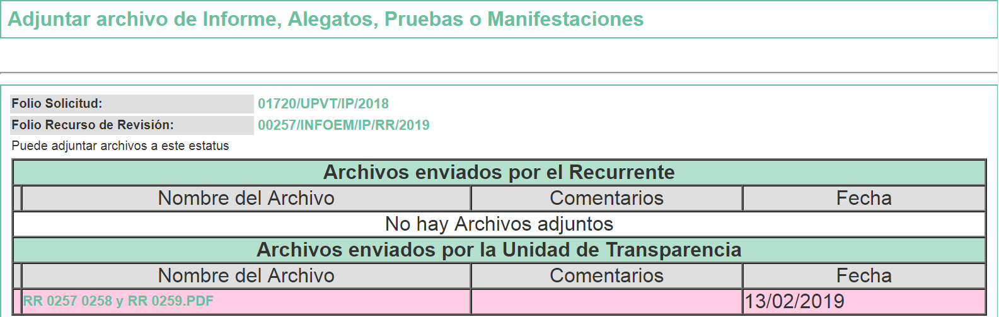 Adjuntar archivo de Informe, Alegatos, Pruebas o Manifestaciones
Folio Solicitud: 01720/UPVT/IP/2018
Folio Recurso de Revisión: 00257/INFOEM/IP/RR/2019
Puede adjuntar archivos a este estatus
Archivos enviados por el Recurrente
Nombre del Archivo Comentarios Fecha
No hay Archivos adjuntos
Archivos enviados por la Unidad de Transparencia
Nombre del Archivo Comentarios Fecha
RR 0257 0258 y RR 0259.PDF 13/02/2019